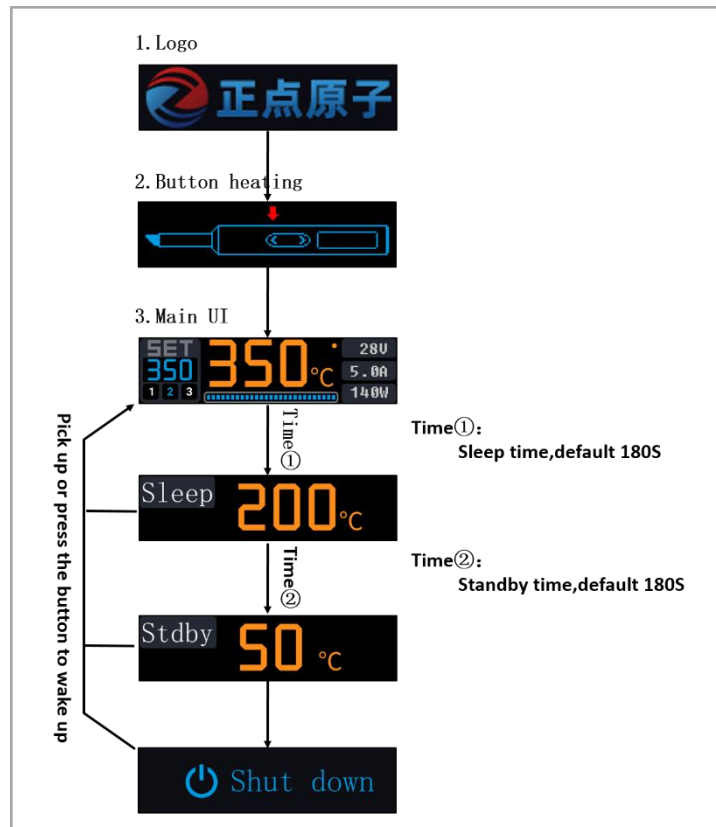 1.Logo
正点原子
2.Button heating
3.Main UI
SET
350
1 2 3
350°C
28V
5.0A
140W
Time①
Time①:
Sleep time,default 180S
Sleep
200°C
Time②
Time②:
Standby time,default 180S
Stdby
50 °C
Shut down
Pick up or press the button to wake up